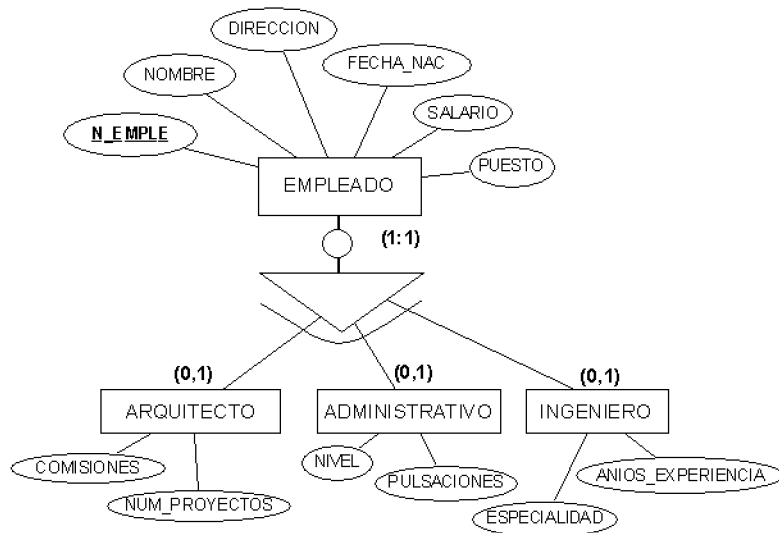 DIRECCION
FECHA_NAC
NOMBRE
SALARIO
N_EMPLE
PUESTO
EMPLEADO
(1:1)
(0,1)
(0,1)
(0,1)
ARQUITECTO
ADMINISTRATIVO
INGENIERO
COMISIONES
NIVEL
ANIOS_EXPERIENCIA
PULSACIONES
NUM_PROYECTOS
ESPECIALIDAD